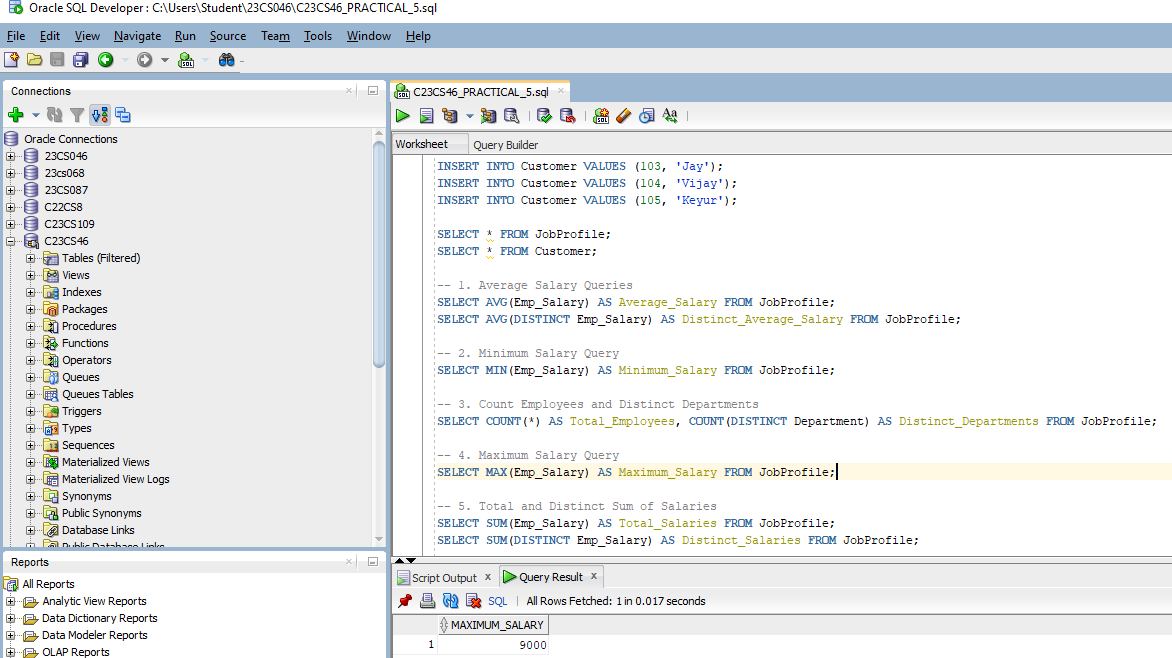 Oracle SQL Developer : C:\Users\Student\23CS046\C23CS46_PRACTICAL_5.sql
File Edit View Navigate Run Source Team Tools Window Help
Connections
Oracle Connections
23CS046
23cs068
23CS087
C22CS8
C23CS109
C23CS46
Tables (Filtered)
Views
Indexes
Packages
Procedures
Functions
Operators
Queues
Queues Tables
Triggers
Types
Sequences
Materialized Views
Materialized View Logs
Synonyms
Public Synonyms
Database Links
Public Database Links
Reports
All Reports
Analytic View Reports
Data Dictionary Reports
Data Modeler Reports
OLAP Reports
C23CS46_PRACTICAL_5.sql
Worksheet Query Builder
INSERT INTO Customer VALUES (103, 'Jay');
INSERT INTO Customer VALUES (104, 'Vijay');
INSERT INTO Customer VALUES (105, 'Keyur');
SELECT * FROM JobProfile;
SELECT * FROM Customer;
-- 1. Average Salary Queries
SELECT AVG(Emp_Salary) AS Average_Salary FROM JobProfile;
SELECT AVG(DISTINCT Emp_Salary) AS Distinct_Average_Salary FROM JobProfile;
-- 2. Minimum Salary Query
SELECT MIN(Emp_Salary) AS Minimum_Salary FROM JobProfile;
-- 3. Count Employees and Distinct Departments
SELECT COUNT(*) AS Total_Employees, COUNT(DISTINCT Department) AS Distinct_Departments FROM JobProfile;
-- 4. Maximum Salary Query
SELECT MAX(Emp_Salary) AS Maximum_Salary FROM JobProfile;
-- 5. Total and Distinct Sum of Salaries
SELECT SUM(Emp_Salary) AS Total_Salaries FROM JobProfile;
SELECT SUM(DISTINCT Emp_Salary) AS Distinct_Salaries FROM JobProfile;
Script Output Query Result
SQL All Rows Fetched: 1 in 0.017 seconds
MAXIMUM_SALARY
1 9000